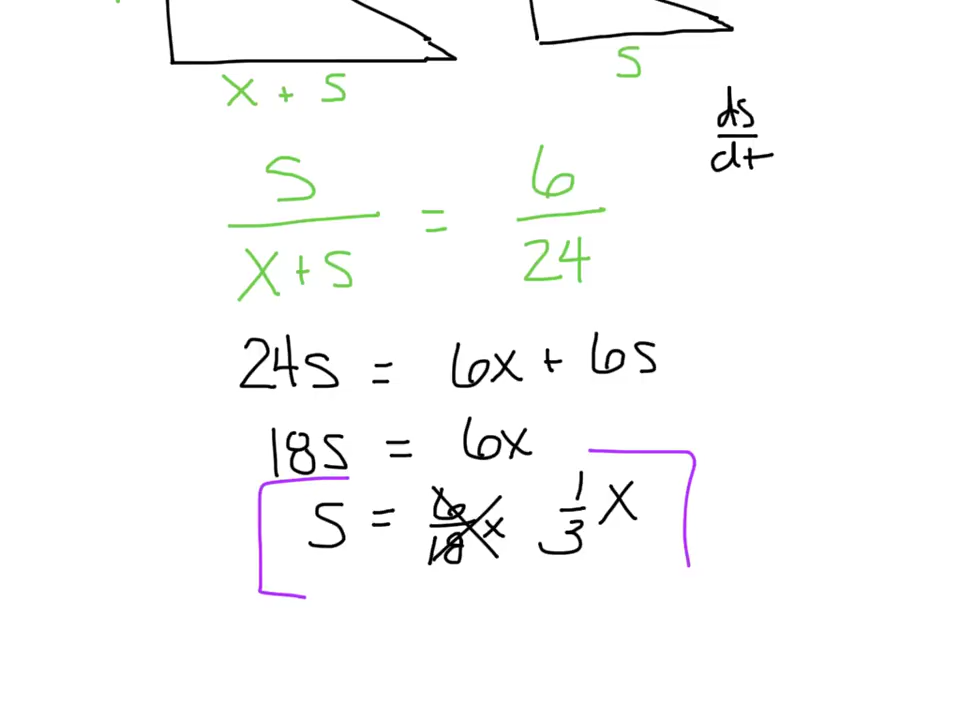 x + s
s
ds/dt
s/(x+s) = 6/24
24s = 6x + 6s
18s = 6x
s = 6/18 x 1/3 x